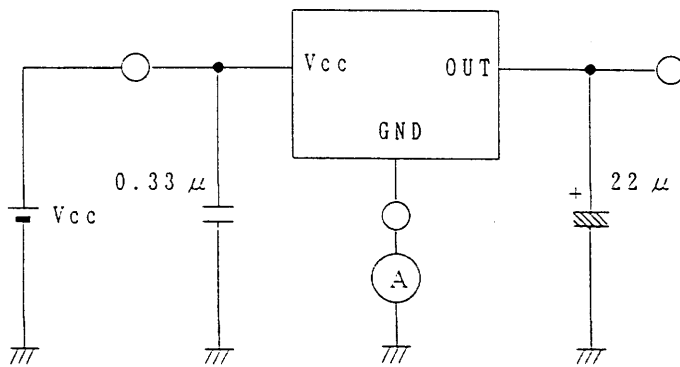 Vcc
OUT
GND
0.33 μ
+
22 μ
Vcc
A